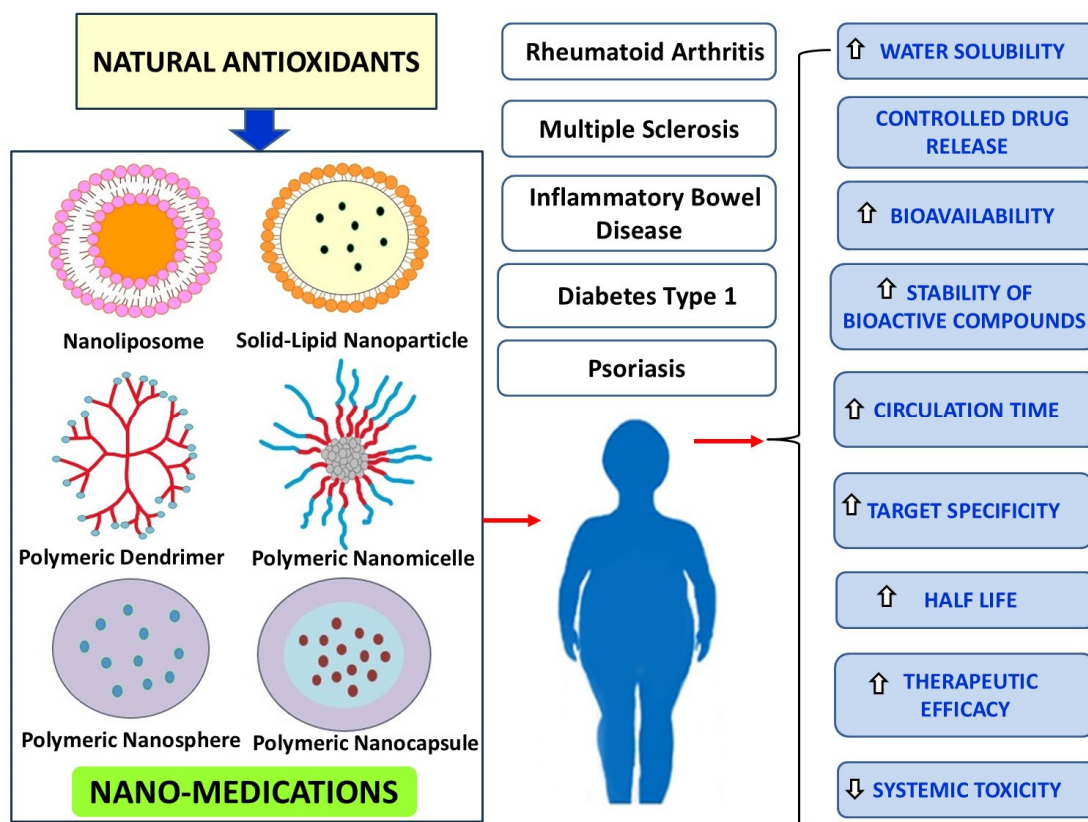 NATURAL ANTIOXIDANTS
Nanoliposome
Solid-Lipid Nanoparticle
Polymeric Dendrimer
Polymeric Nanomicelle
Polymeric Nanosphere
Polymeric Nanocapsule
NANO-MEDICATIONS
Rheumatoid Arthritis
Multiple Sclerosis
Inflammatory Bowel
Disease
Diabetes Type 1
Psoriasis
⇧ WATER SOLUBILITY
CONTROLLED DRUG
RELEASE
⇧ BIOAVAILABILITY
⇧ STABILITY OF
BIOACTIVE COMPOUNDS
⇧ CIRCULATION TIME
⇧ TARGET SPECIFICITY
⇧ HALF LIFE
⇧ THERAPEUTIC
EFFICACY
⇩ SYSTEMIC TOXICITY